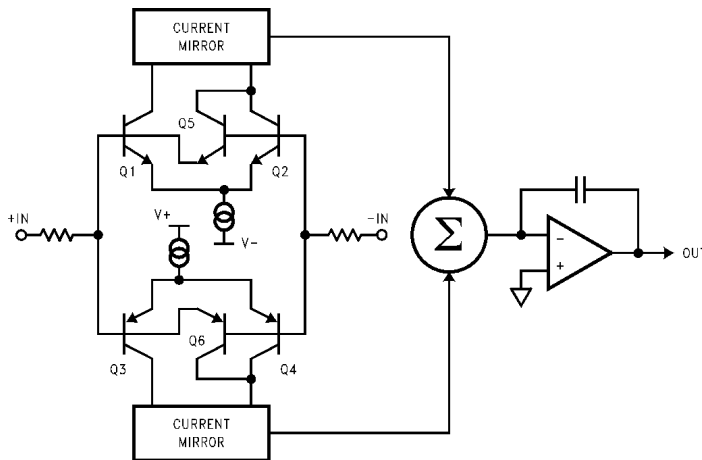 CURRENT
MIRROR
Q5
Q1
Q2
+IN
V+
V-
-IN
Σ
-
+
OUT
Q3
Q6
Q4
CURRENT
MIRROR